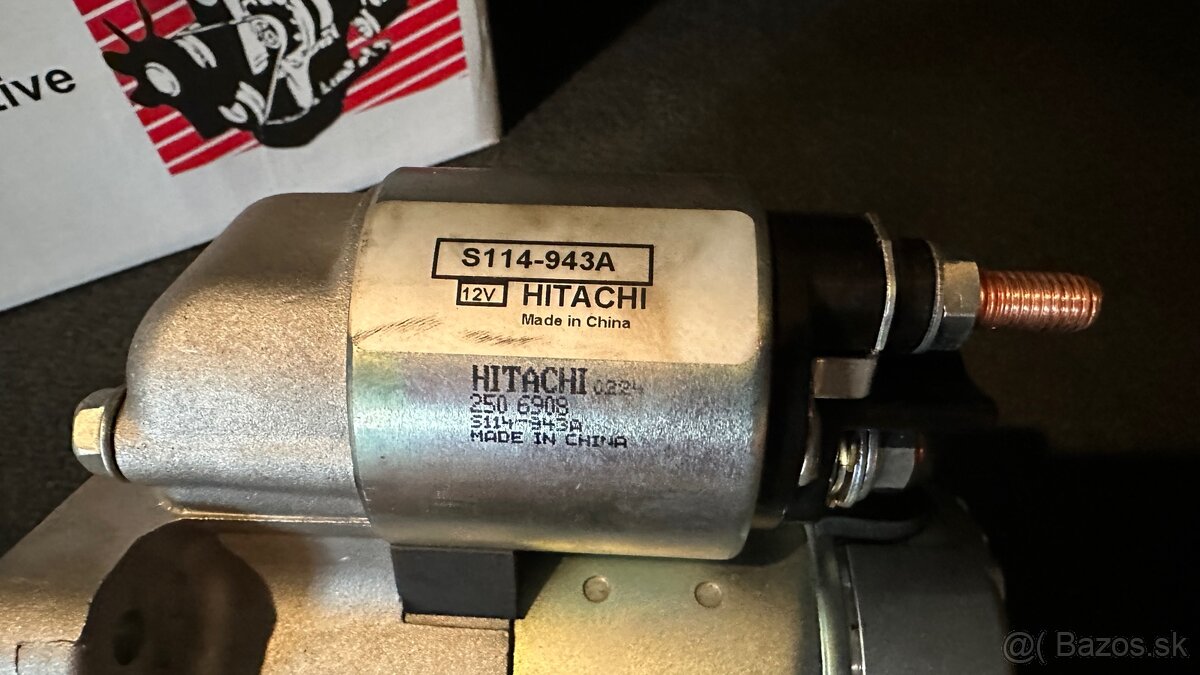 tive
S114-943A
12V HITACHI
Made in China
HITACHI 0224
250 6908
S114-943A
MADE IN CHINA
@( Bazos.sk